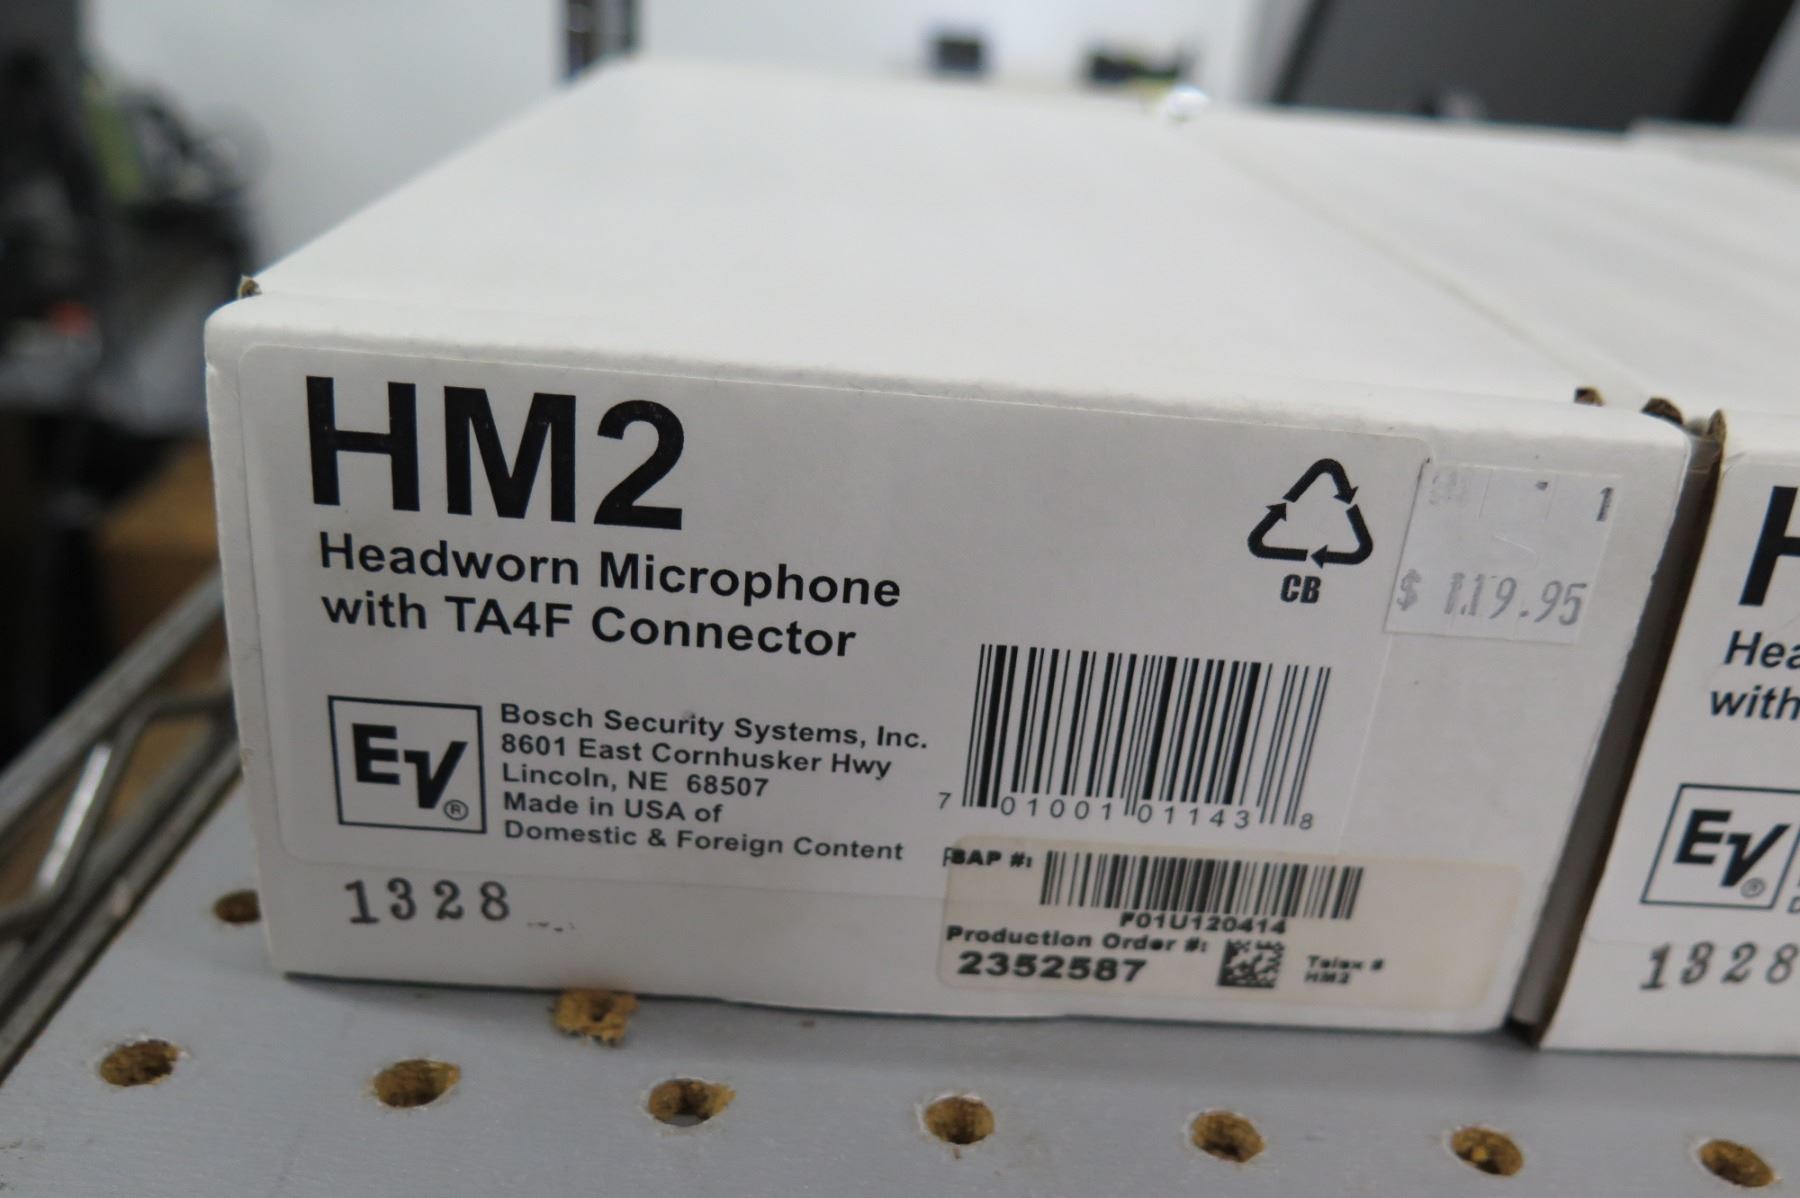 HM2
Headworn Microphone
with TA4F Connector
CB
$ 119.95
EV®
Bosch Security Systems, Inc.
8601 East Cornhusker Hwy
Lincoln, NE 68507
Made in USA of
Domestic & Foreign Content
7 01001 01143 8
1328
SAP #:
F01U120414
Production Order #:
2352587
Telex #
HM2
H
Hea
with
EV®
1328